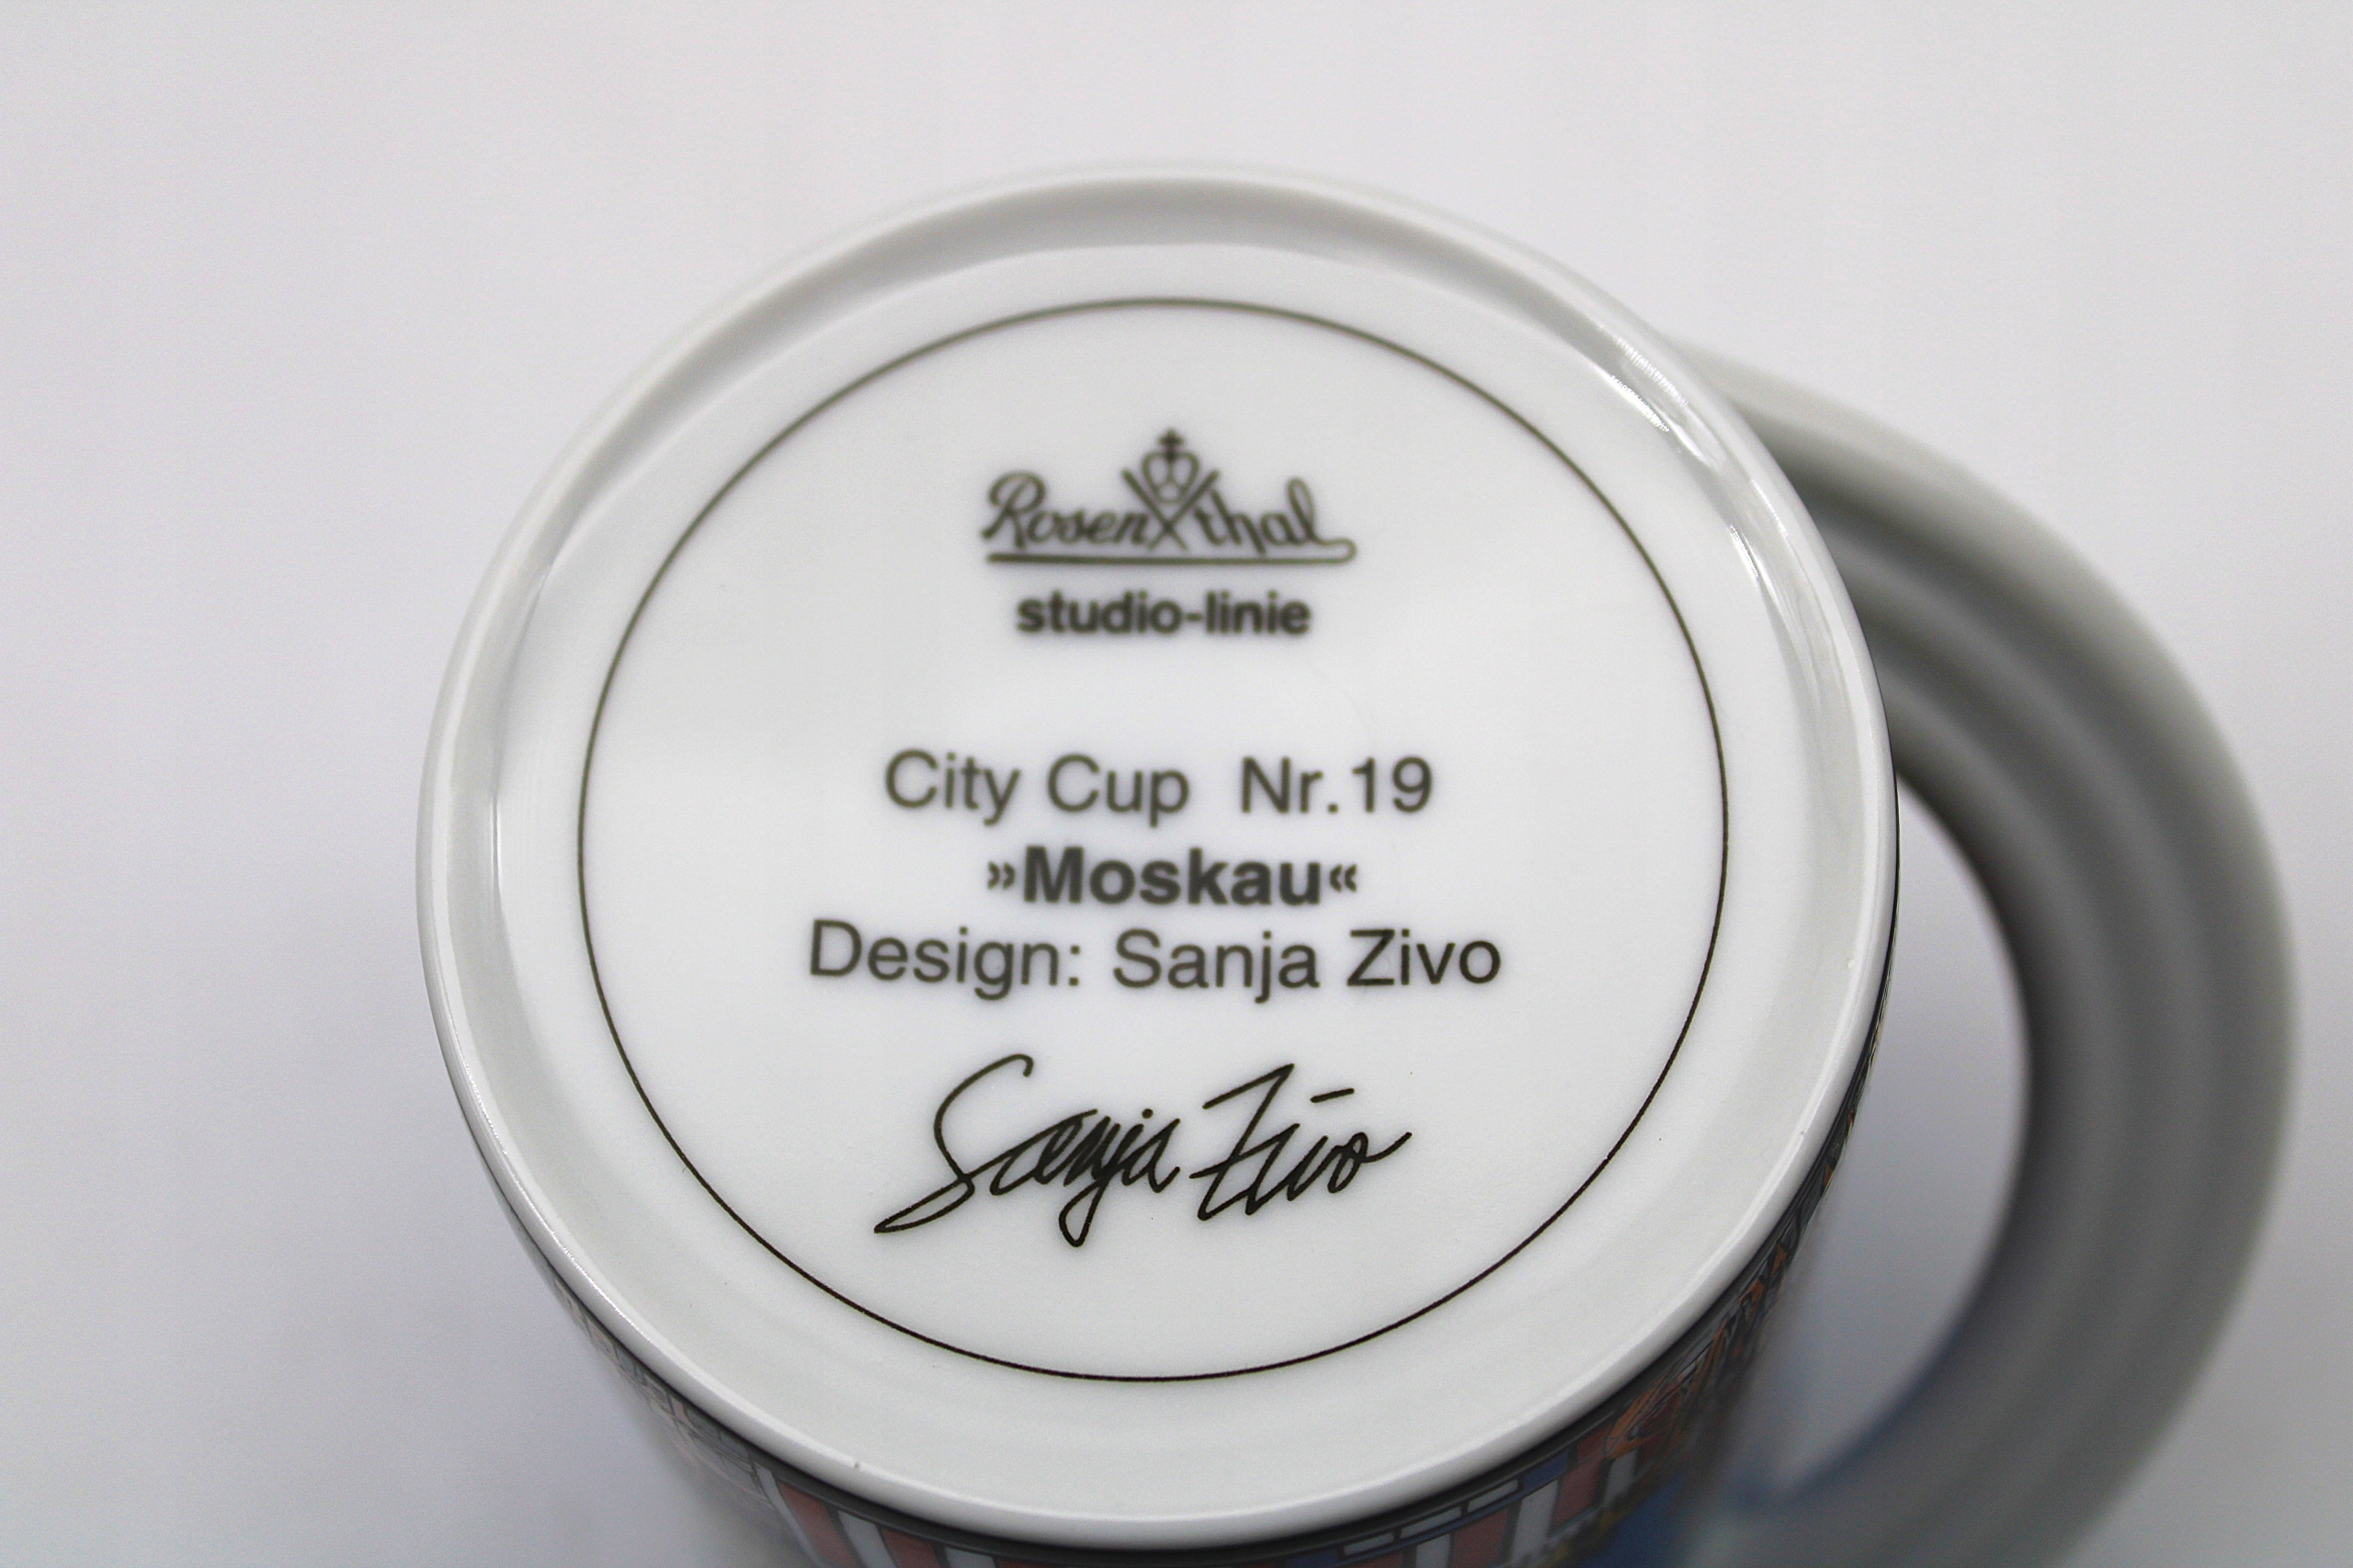 Rosenthal
studio-linie
City Cup Nr.19
»Moskau«
Design: Sanja Zivo
Sanja Zivo